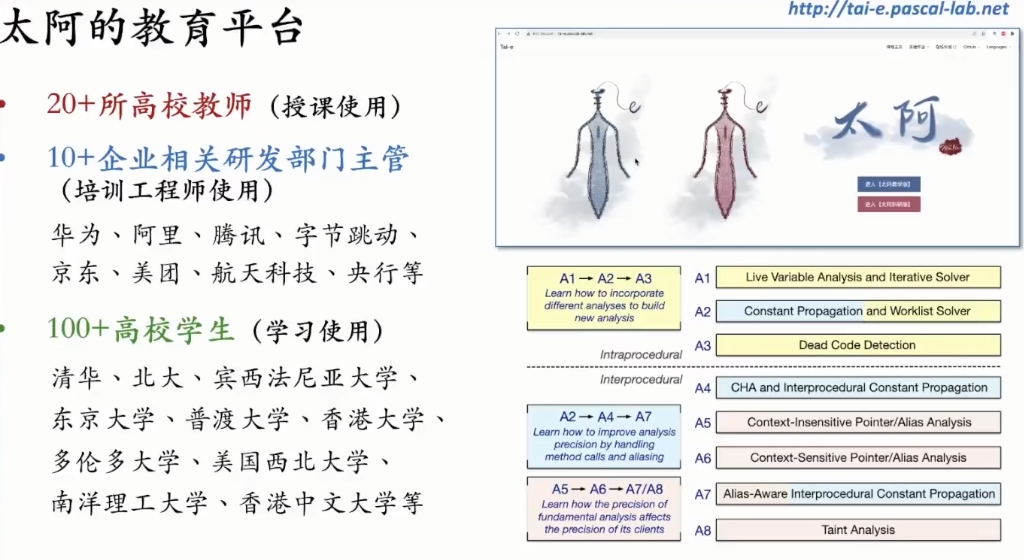 太阿的教育平台
http://tai-e.pascal-lab.net
• 20+所高校教师（授课使用）
• 10+企业相关研发部门主管
（培训工程师使用）
华为、阿里、腾讯、字节跳动、
京东、美团、航天科技、央行等
• 100+高校学生（学习使用）
清华、北大、宾西法尼亚大学、
东京大学、普渡大学、香港大学、
多伦多大学、美国西北大学、
南洋理工大学、香港中文大学等
Tai-e
太阿
进入【太阿教学版】
进入【太阿科研版】
A1 → A2 → A3
Learn how to incorporate
different analyses to build
new analysis
A1 Live Variable Analysis and Iterative Solver
A2 Constant Propagation and Worklist Solver
A3 Dead Code Detection
Intraprocedural
Interprocedural
A2 → A4 → A7
Learn how to improve analysis
precision by handling
method calls and aliasing
A5 → A6 → A7/A8
Learn how the precision of
fundamental analysis affects
the precision of its clients
A4 CHA and Interprocedural Constant Propagation
A5 Context-Insensitive Pointer/Alias Analysis
A6 Context-Sensitive Pointer/Alias Analysis
A7 Alias-Aware Interprocedural Constant Propagation
A8 Taint Analysis